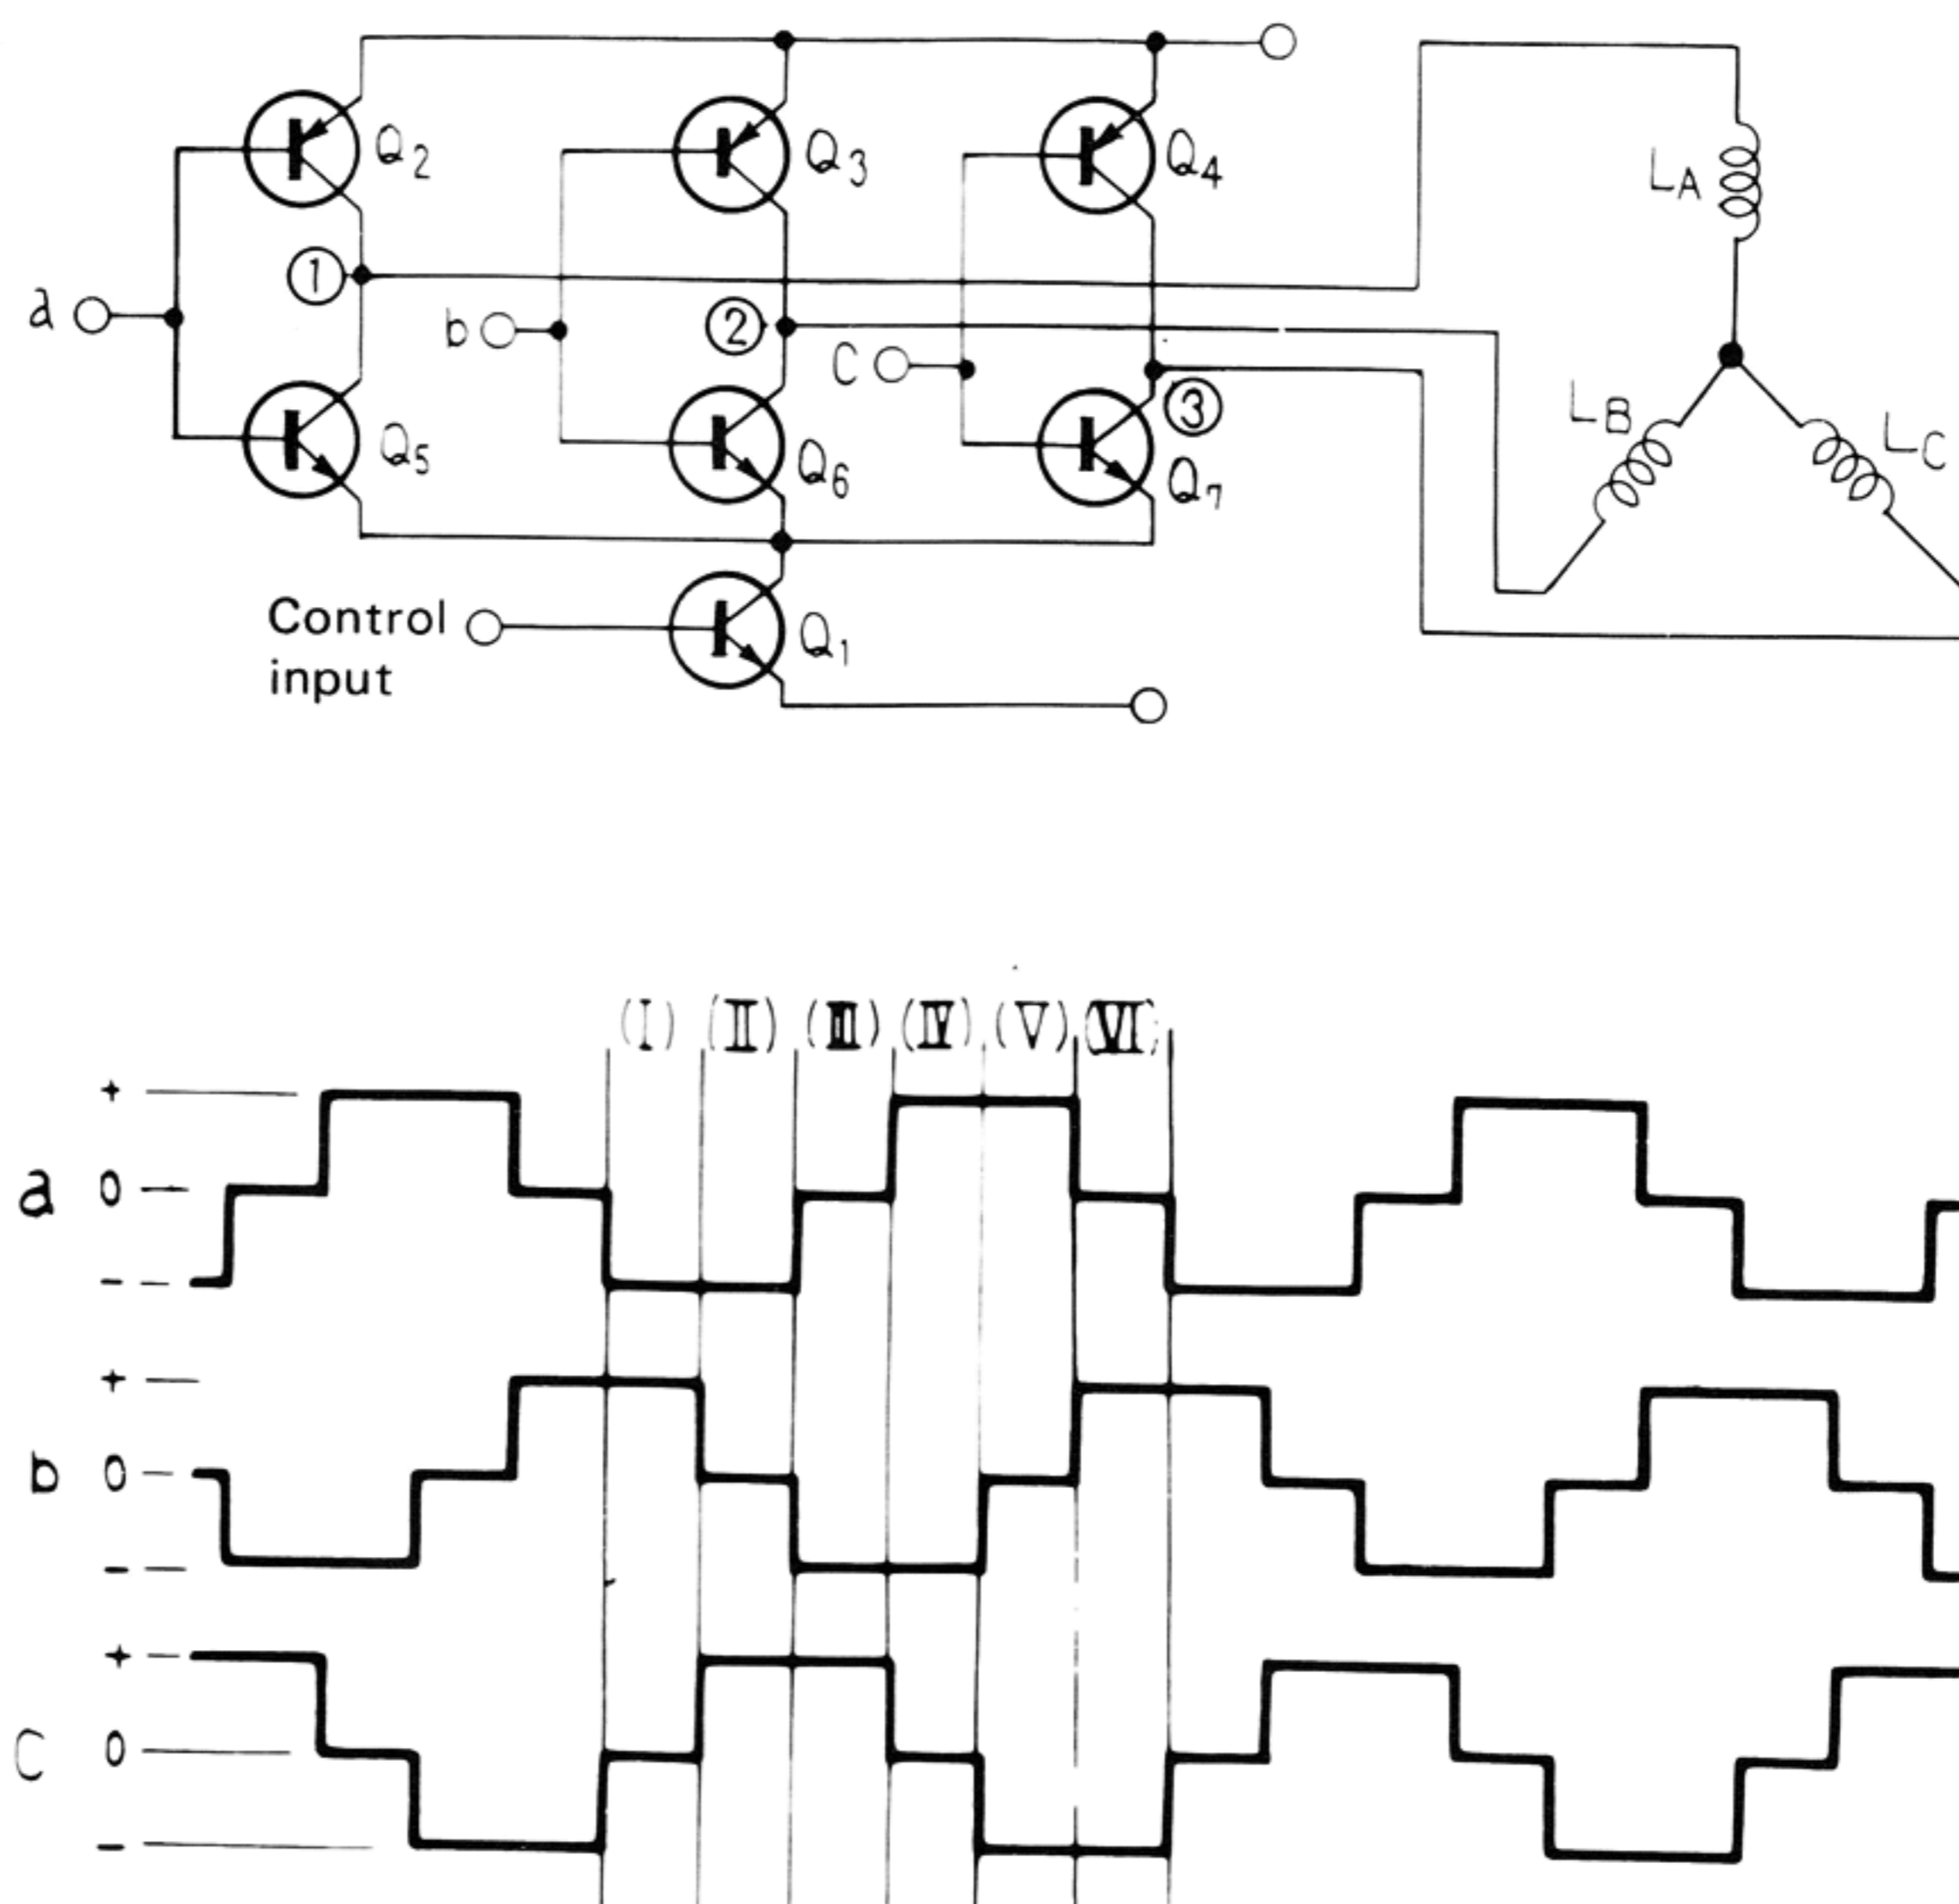 Q2
Q3
Q4
LA
①
a
b
②
C
③
LB
LC
Q5
Q6
Q7
Control
input
Q1
(I) (II) (III) (IV) (V) (VI)
+
a 0
-
+
b 0
-
+
C 0
-